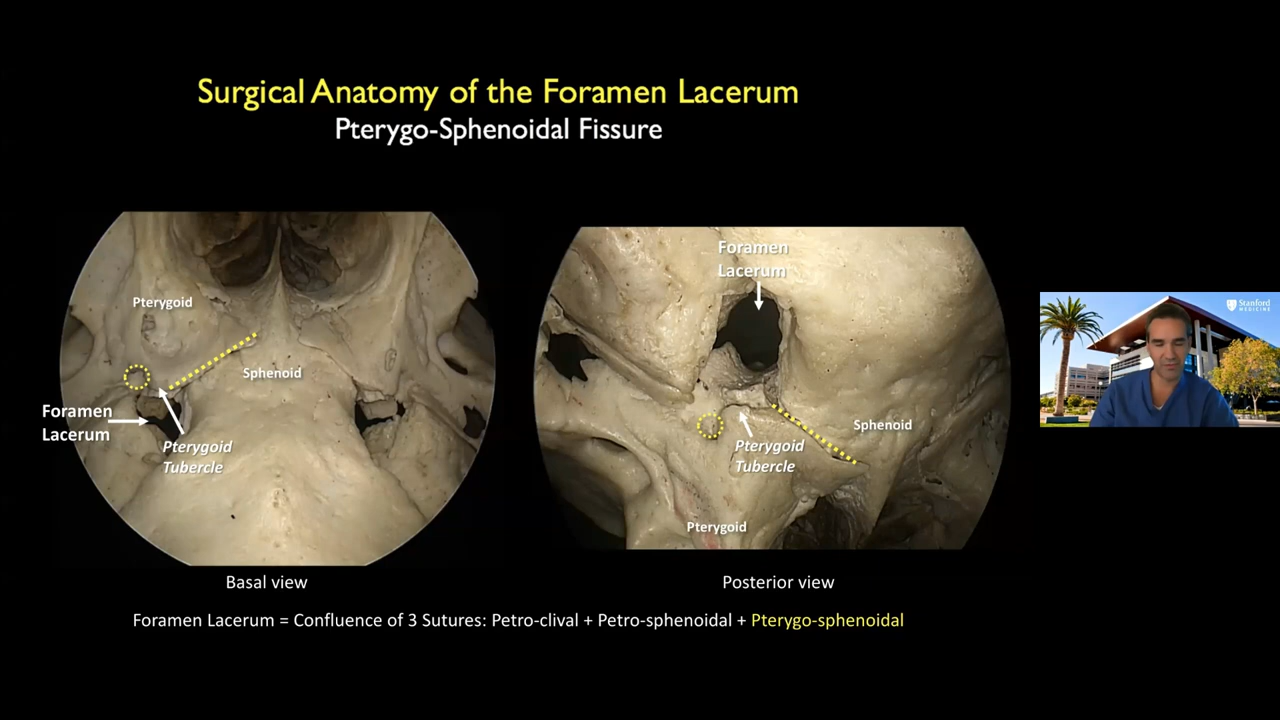 Surgical Anatomy of the Foramen Lacerum
Pterygo-Sphenoidal Fissure
Pterygoid
Sphenoid
Foramen
Lacerum
Pterygoid
Tubercle
Basal view
Foramen
Lacerum
Sphenoid
Pterygoid
Tubercle
Pterygoid
Posterior view
Foramen Lacerum = Confluence of 3 Sutures: Petro-clival + Petro-sphenoidal + Pterygo-sphenoidal
Stanford
MEDICINE